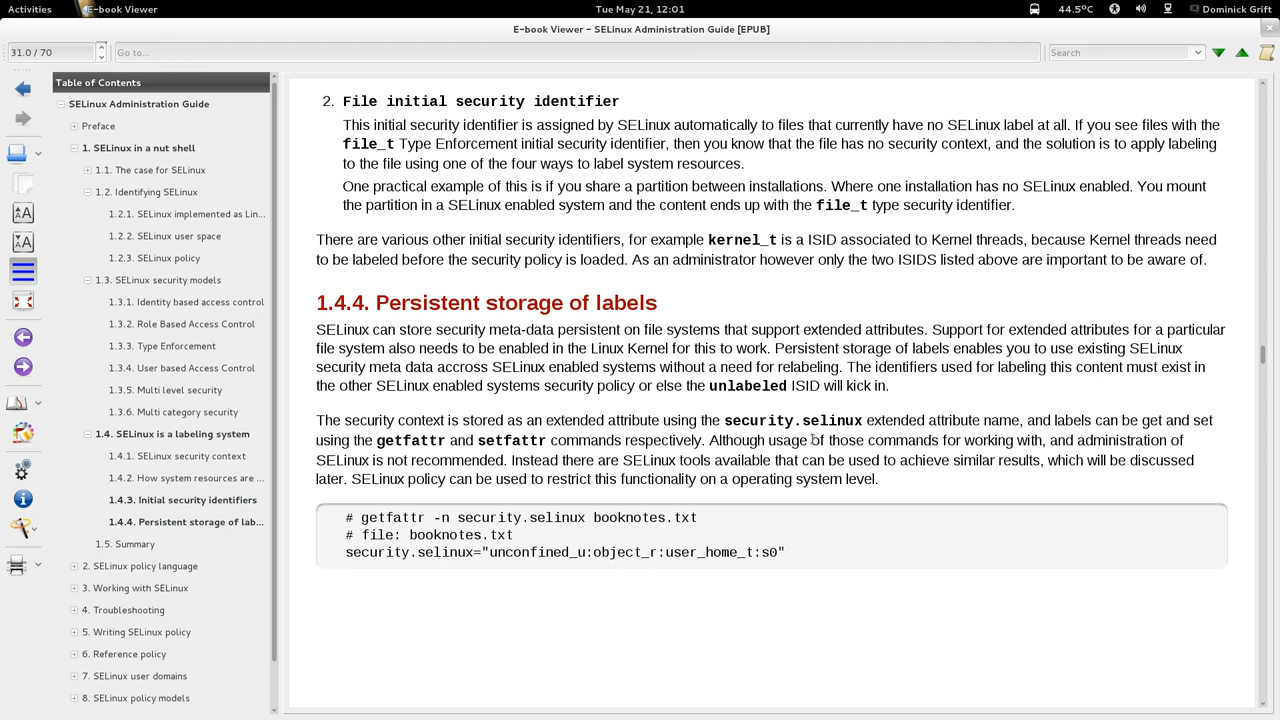 Activities
E-book Viewer
Tue May 21, 12:01
44.5°C
Dominick Grift
E-book Viewer – SELinux Administration Guide [EPUB]
31.0 / 70
Go to...
Search
Table of Contents
SELinux Administration Guide
Preface
1. SELinux in a nut shell
1.1. The case for SELinux
1.2. Identifying SELinux
1.2.1. SELinux implemented as Lin...
1.2.2. SELinux user space
1.2.3. SELinux policy
1.3. SELinux security models
1.3.1. Identity based access control
1.3.2. Role Based Access Control
1.3.3. Type Enforcement
1.3.4. User based Access Control
1.3.5. Multi level security
1.3.6. Multi category security
1.4. SELinux is a labeling system
1.4.1. SELinux security context
1.4.2. How system resources are ...
1.4.3. Initial security identifiers
1.4.4. Persistent storage of lab...
1.5. Summary
2. SELinux policy language
3. Working with SELinux
4. Troubleshooting
5. Writing SELinux policy
6. Reference policy
7. SELinux user domains
8. SELinux policy models
2. File initial security identifier
This initial security identifier is assigned by SELinux automatically to files that currently have no SELinux label at all. If you see files with the
file_t Type Enforcement initial security identifier, then you know that the file has no security context, and the solution is to apply labeling
to the file using one of the four ways to label system resources.
One practical example of this is if you share a partition between installations. Where one installation has no SELinux enabled. You mount
the partition in a SELinux enabled system and the content ends up with the file_t type security identifier.
There are various other initial security identifiers, for example kernel_t is a ISID associated to Kernel threads, because Kernel threads need
to be labeled before the security policy is loaded. As an administrator however only the two ISIDS listed above are important to be aware of.
1.4.4. Persistent storage of labels
SELinux can store security meta-data persistent on file systems that support extended attributes. Support for extended attributes for a particular
file system also needs to be enabled in the Linux Kernel for this to work. Persistent storage of labels enables you to use existing SELinux
security meta data accross SELinux enabled systems without a need for relabeling. The identifiers used for labeling this content must exist in
the other SELinux enabled systems security policy or else the unlabeled ISID will kick in.
The security context is stored as an extended attribute using the security.selinux extended attribute name, and labels can be get and set
using the getfattr and setfattr commands respectively. Although usage of those commands for working with, and administration of
SELinux is not recommended. Instead there are SELinux tools available that can be used to achieve similar results, which will be discussed
later. SELinux policy can be used to restrict this functionality on a operating system level.
# getfattr -n security.selinux booknotes.txt
# file: booknotes.txt
security.selinux="unconfined_u:object_r:user_home_t:s0"